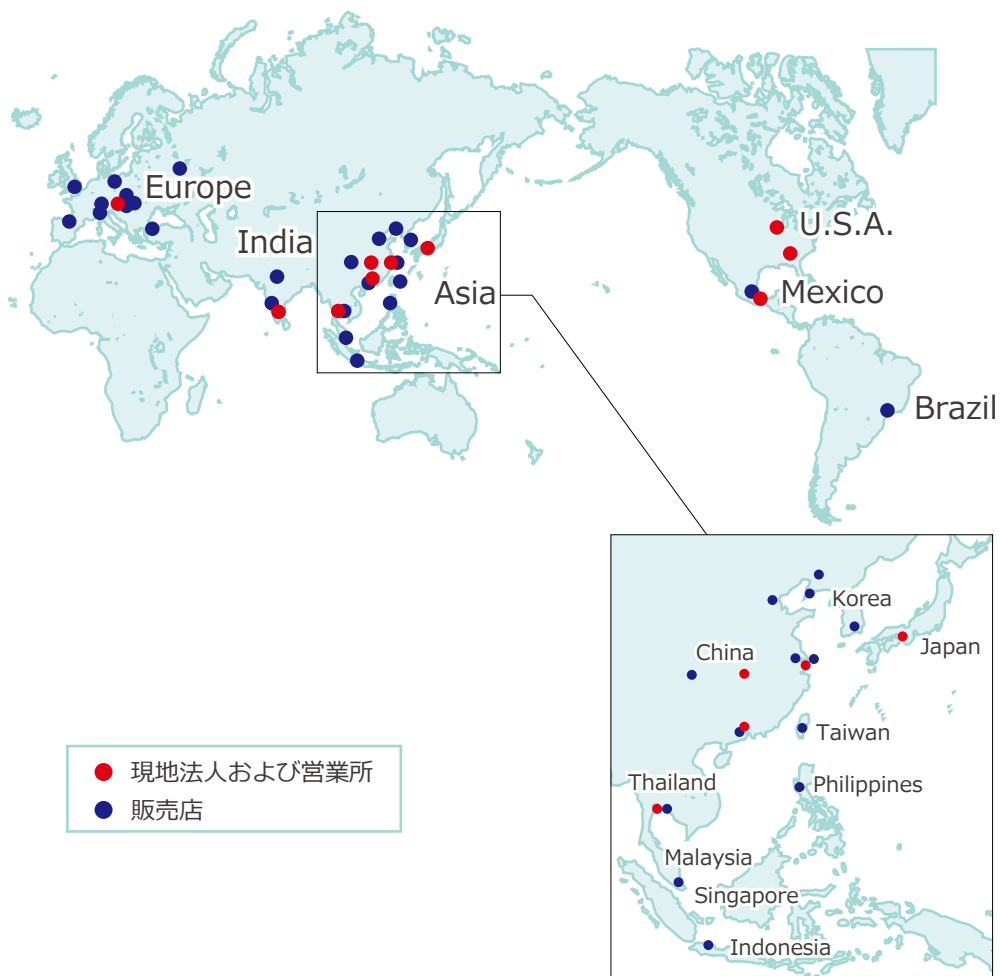 Europe
U.S.A.
India
Asia
Mexico
Brazil
Korea
Japan
China
Taiwan
Thailand
Philippines
Malaysia
Singapore
Indonesia
現地法人および営業所
販売店